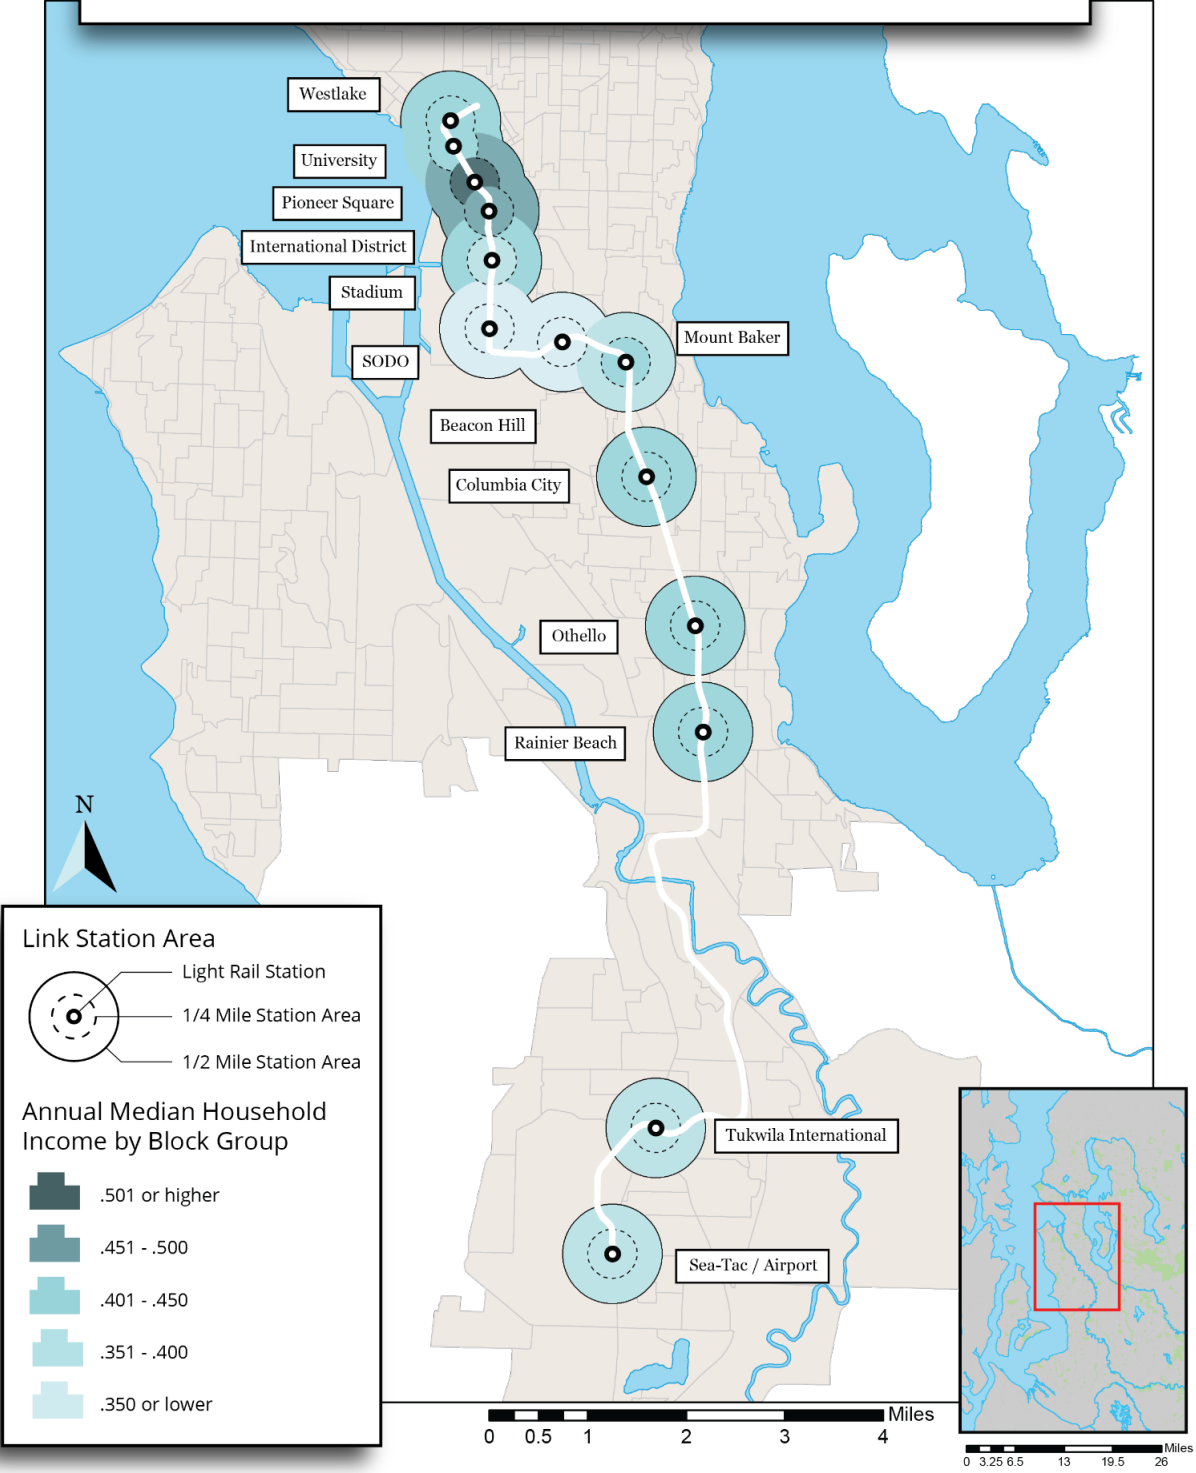 Westlake
University
Pioneer Square
International District
Stadium
SODO
Mount Baker
Beacon Hill
Columbia City
Othello
Rainier Beach
N
Tukwila International
Sea-Tac / Airport
Link Station Area
Light Rail Station
1/4 Mile Station Area
1/2 Mile Station Area
Annual Median Household
Income by Block Group
.501 or higher
.451 - .500
.401 - .450
.351 - .400
.350 or lower
Miles
0 0.5 1 2 3 4
Miles
0 3.25 6.5 13 19.5 26